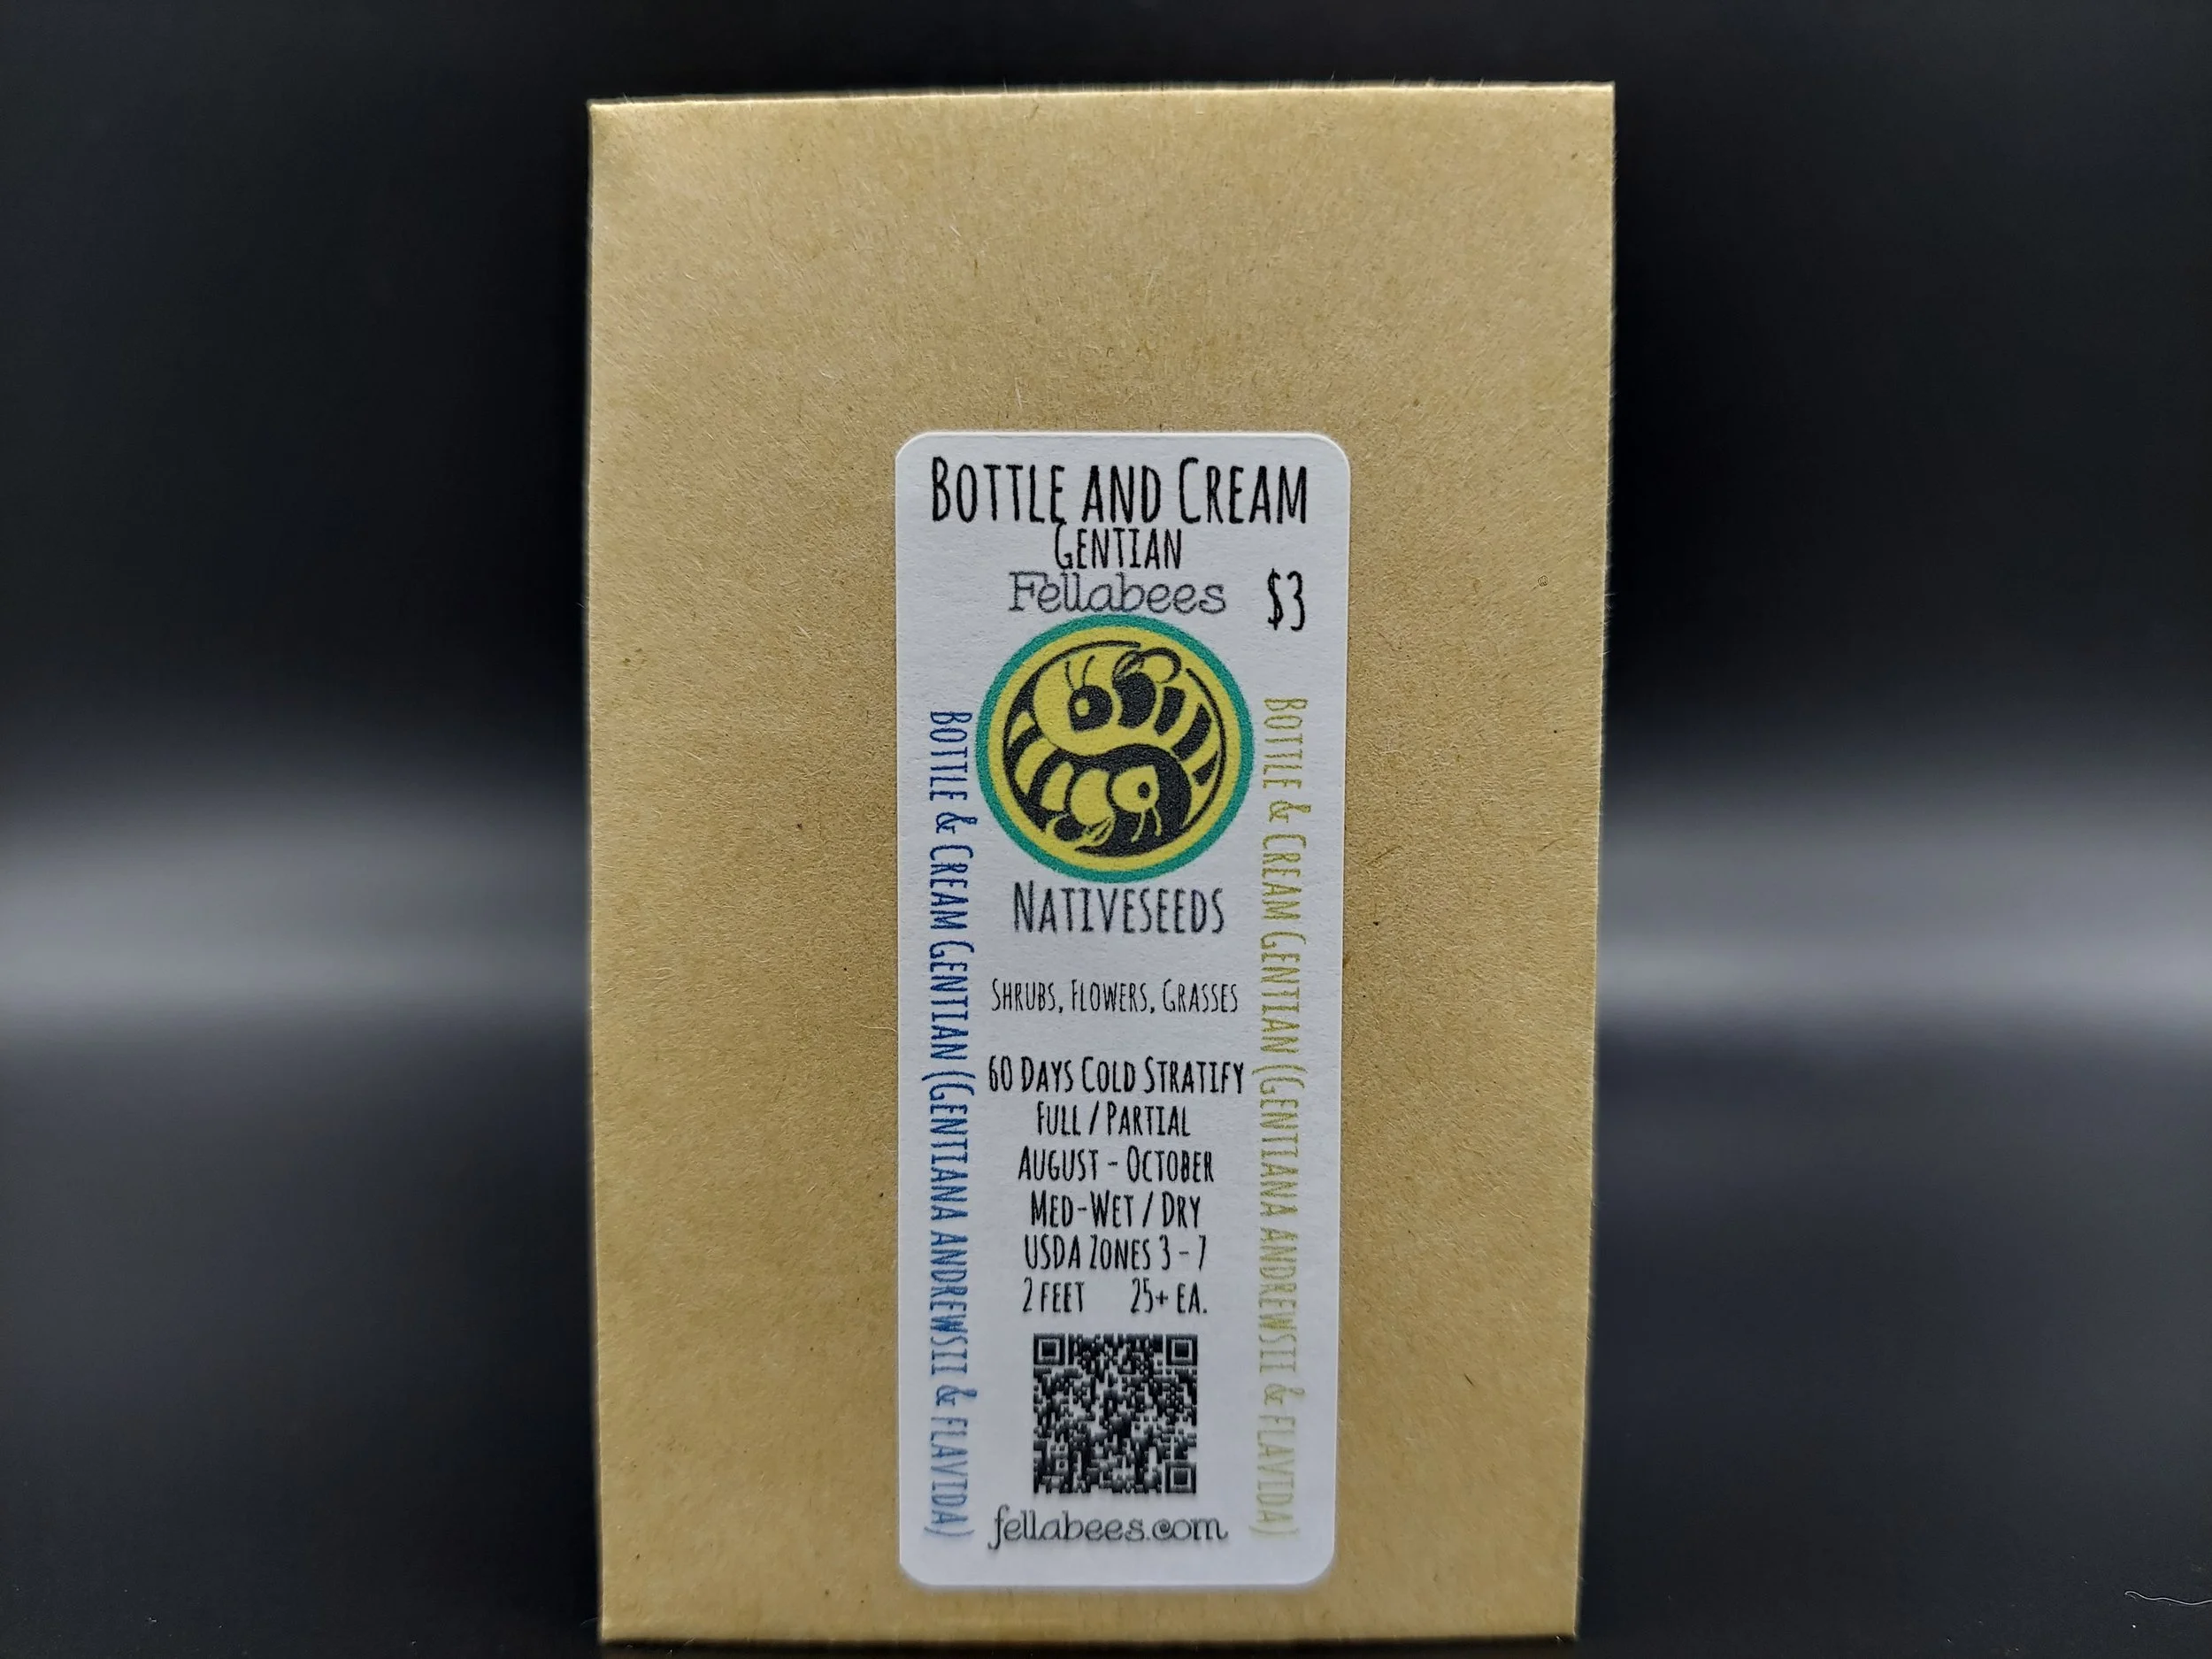 Bottle and Cream
Gentian
Fellabees
$3
Nativeseeds
Shrubs, Flowers, Grasses
60 Days Cold Stratify
Full / Partial
August - October
Med-Wet / Dry
USDA Zones 3 - 7
2 feet 25+ ea.
fellabees.com
Bottle & Cream Gentian (Gentiana andrewsii & flavida)
Bottle & Cream Gentian (Gentiana andrewsii & flavida)